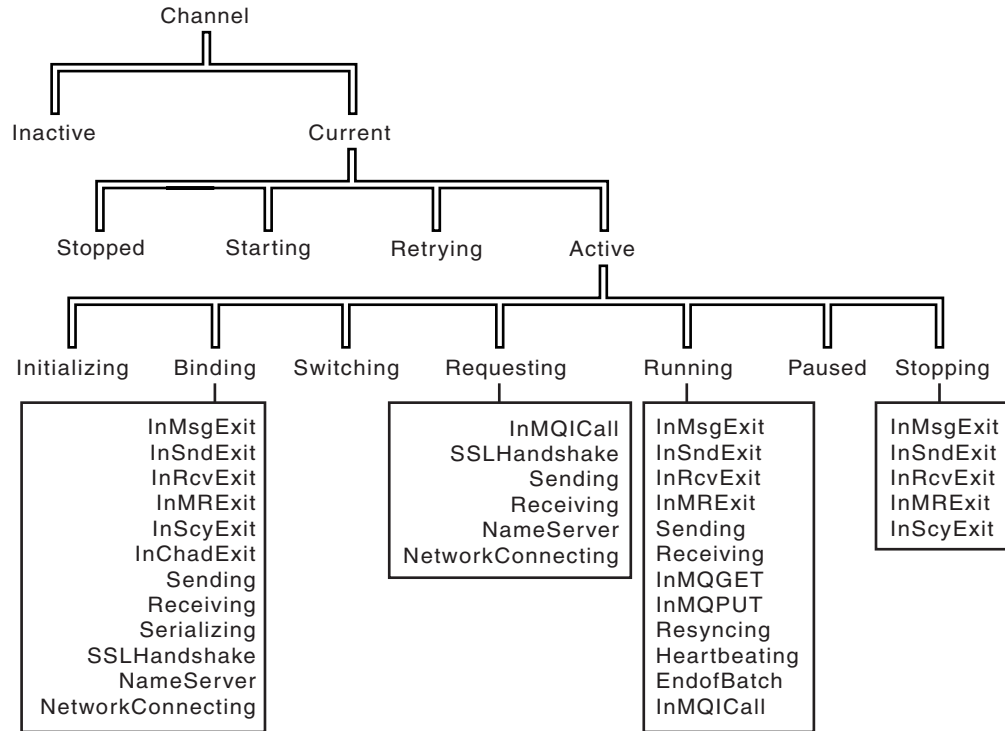 Channel
Inactive
Current
Stopped
Starting
Retrying
Active
Initializing
Binding
Switching
Requesting
Running
Paused
Stopping
InMsgExit
InSndExit
InRcvExit
InMRExit
InScyExit
InChadExit
Sending
Receiving
Serializing
SSLHandshake
NameServer
NetworkConnecting
InMQICall
SSLHandshake
Sending
Receiving
NameServer
NetworkConnecting
InMsgExit
InSndExit
InRcvExit
InMRExit
Sending
Receiving
InMQGET
InMQPUT
Resyncing
Heartbeating
EndofBatch
InMQICall
InMsgExit
InSndExit
InRcvExit
InMRExit
InScyExit